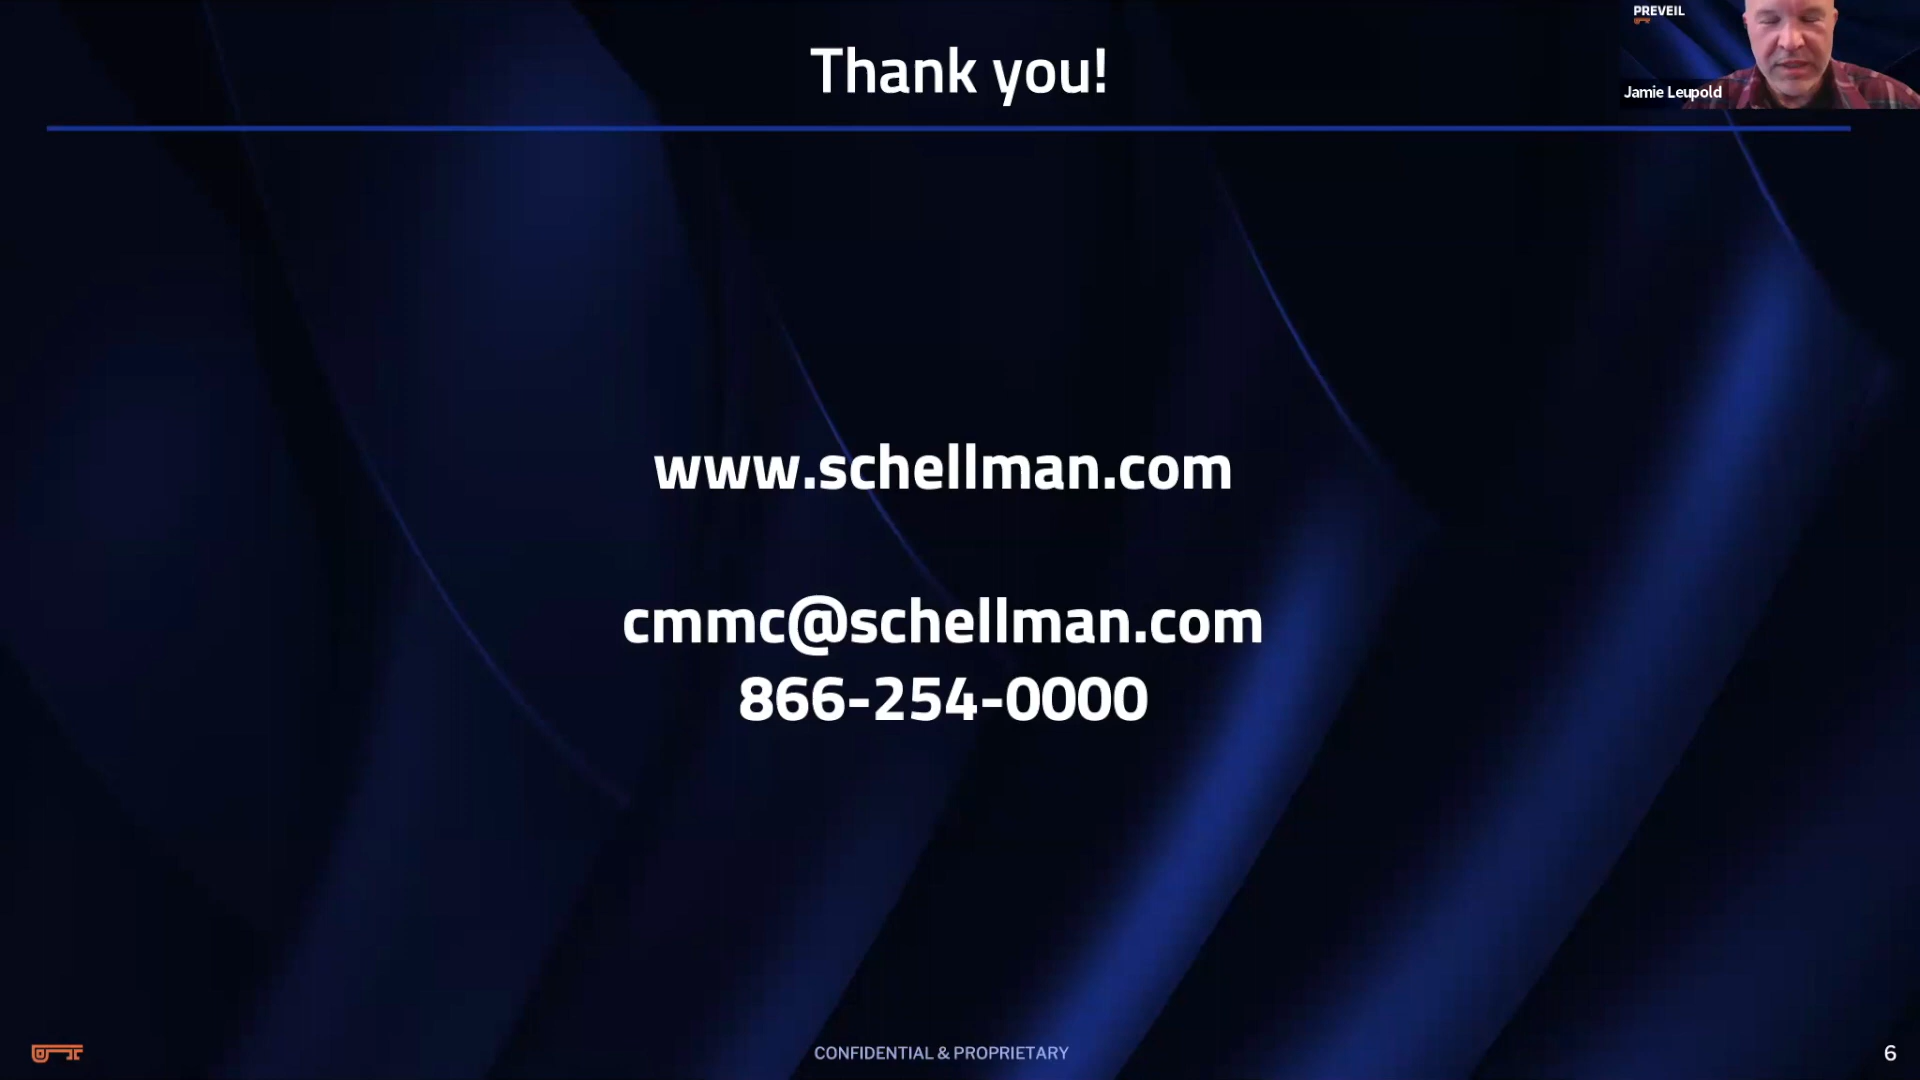 PREVEIL
Thank you!
Jamie Leupold
www.schellman.com
cmmc@schellman.com
866-254-0000
CONFIDENTIAL & PROPRIETARY
6